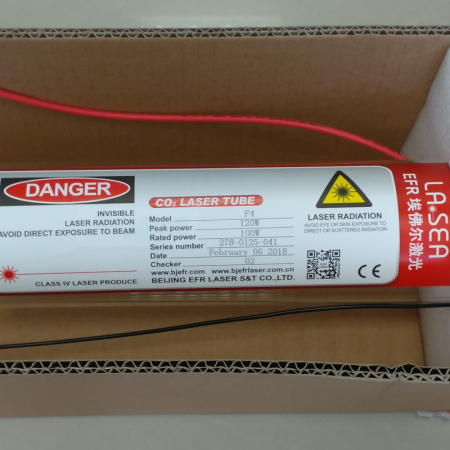 DANGER
INVISIBLE
LASER RADIATION
AVOID DIRECT EXPOSURE TO BEAM
CLASS IV LASER PRODUCE
CO₂ LASER TUBE
Model F4
Peak power 120W
Rated power 100W
Series number 278-0125-041
Date February 06 2018
Checker 02
www.bjefr.com www.bjefrlaser.com.cn
BEIJING EFR LASER S&T CO.,LTD.
LASER RADIATION
AVOID EYE OR SKIN EXPOSURE TO
DIRECT OR SCATTERED RADIATION
CE
LA·SEA
EFR 埃佛尔激光